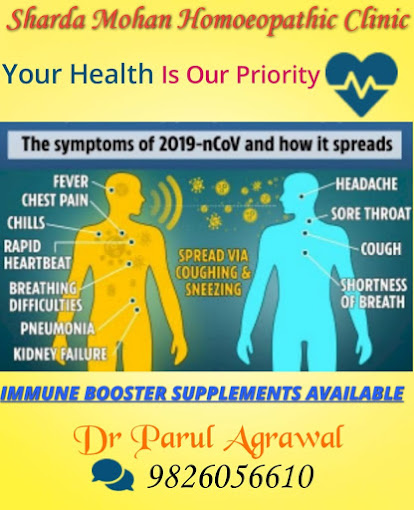 Sharda Mohan Homoeopathic Clinic
Your Health Is Our Priority
The symptoms of 2019-nCoV and how it spreads
FEVER
CHEST PAIN
CHILLS
RAPID
HEARTBEAT
BREATHING
DIFFICULTIES
PNEUMONIA
KIDNEY FAILURE
SPREAD VIA
COUGHING &
SNEEZING
HEADACHE
SORE THROAT
COUGH
SHORTNESS
OF BREATH
IMMUNE BOOSTER SUPPLEMENTS AVAILABLE
Dr Parul Agrawal
9826056610